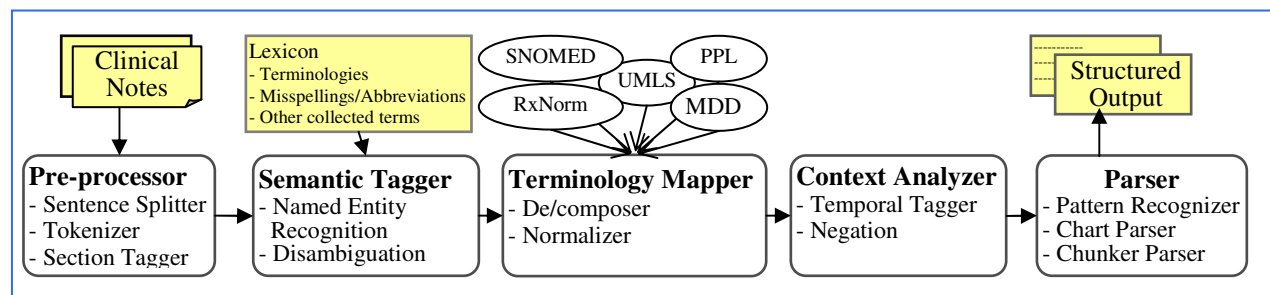 Clinical
Notes
Lexicon
- Terminologies
- Misspellings/Abbreviations
- Other collected terms
SNOMED
PPL
UMLS
RxNorm
MDD
Structured
Output
Pre-processor
- Sentence Splitter
- Tokenizer
- Section Tagger
Semantic Tagger
- Named Entity
Recognition
- Disambiguation
Terminology Mapper
- De/composer
- Normalizer
Context Analyzer
- Temporal Tagger
- Negation
Parser
- Pattern Recognizer
- Chart Parser
- Chunker Parser